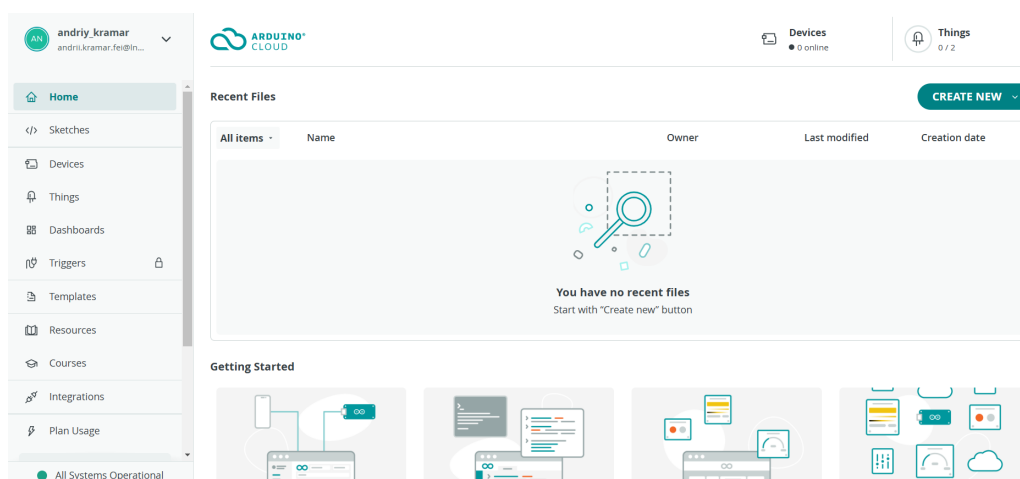 AN
andriy_kramar
andrii.kramar.fei@ln...
ARDUINO
CLOUD
Devices
0 online
Things
0 / 2
Home
Sketches
Devices
Things
Dashboards
Triggers
Templates
Resources
Courses
Integrations
Plan Usage
All Systems Operational
Recent Files
CREATE NEW
All items
Name
Owner
Last modified
Creation date
You have no recent files
Start with “Create new” button
Getting Started